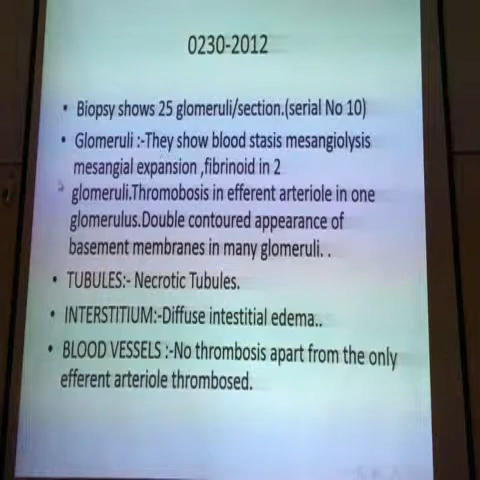 0230-2012
• Biopsy shows 25 glomeruli/section.(serial No 10)
• Glomeruli :-They show blood stasis mesangiolysis
mesangial expansion ,fibrinoid in 2
glomeruli.Thromobosis in efferent arteriole in one
glomerulus.Double contoured appearance of
basement membranes in many glomeruli. .
• TUBULES:- Necrotic Tubules.
• INTERSTITIUM:-Diffuse intestitial edema..
• BLOOD VESSELS :-No thrombosis apart from the only
efferent arteriole thrombosed.